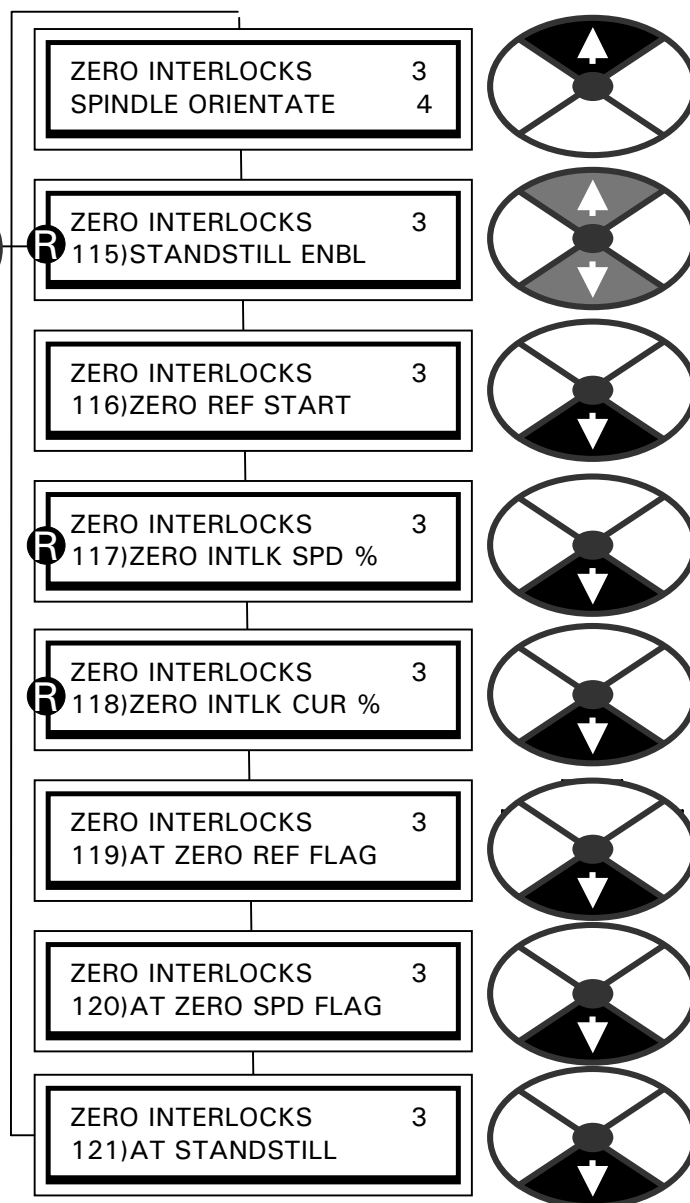 ZERO INTERLOCKS 3
SPINDLE ORIENTATE 4
ZERO INTERLOCKS 3
R
115)STANDSTILL ENBL
ZERO INTERLOCKS 3
116)ZERO REF START
ZERO INTERLOCKS 3
R
117)ZERO INTLK SPD %
ZERO INTERLOCKS 3
R
118)ZERO INTLK CUR %
ZERO INTERLOCKS 3
119)AT ZERO REF FLAG
ZERO INTERLOCKS 3
120)AT ZERO SPD FLAG
ZERO INTERLOCKS 3
121)AT STANDSTILL